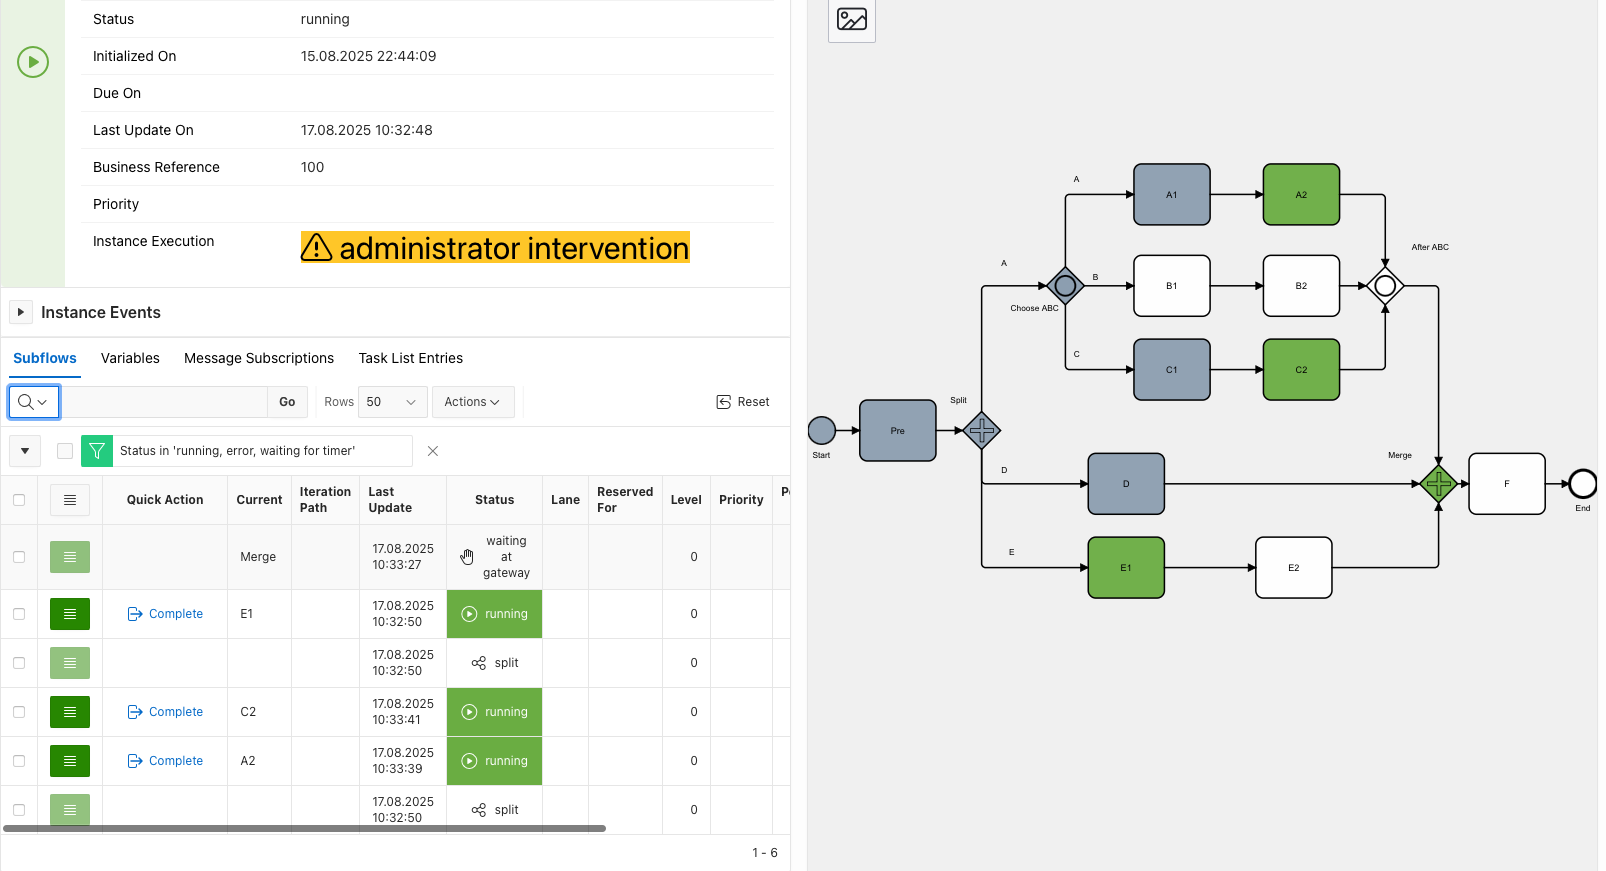 Status running
Initialized On 15.08.2025 22:44:09
Due On
Last Update On 17.08.2025 10:32:48
Business Reference 100
Priority
Instance Execution administrator intervention
Instance Events
Subflows Variables Message Subscriptions Task List Entries
Go Rows 50 Actions Reset
Status in 'running, error, waiting for timer'
Quick Action Current Iteration Path Last Update Status Lane Reserved For Level Priority
Merge 17.08.2025 10:33:27 waiting at gateway 0
Complete E1 17.08.2025 10:32:50 running 0
17.08.2025 10:32:50 split 0
Complete C2 17.08.2025 10:33:41 running 0
Complete A2 17.08.2025 10:33:39 running 0
17.08.2025 10:32:50 split 0
1 - 6
A
A1
A2
After ABC
A
B
B1
B2
Choose ABC
C
C1
C2
Split
Start
Pre
D
D
Merge
F
End
E
E1
E2